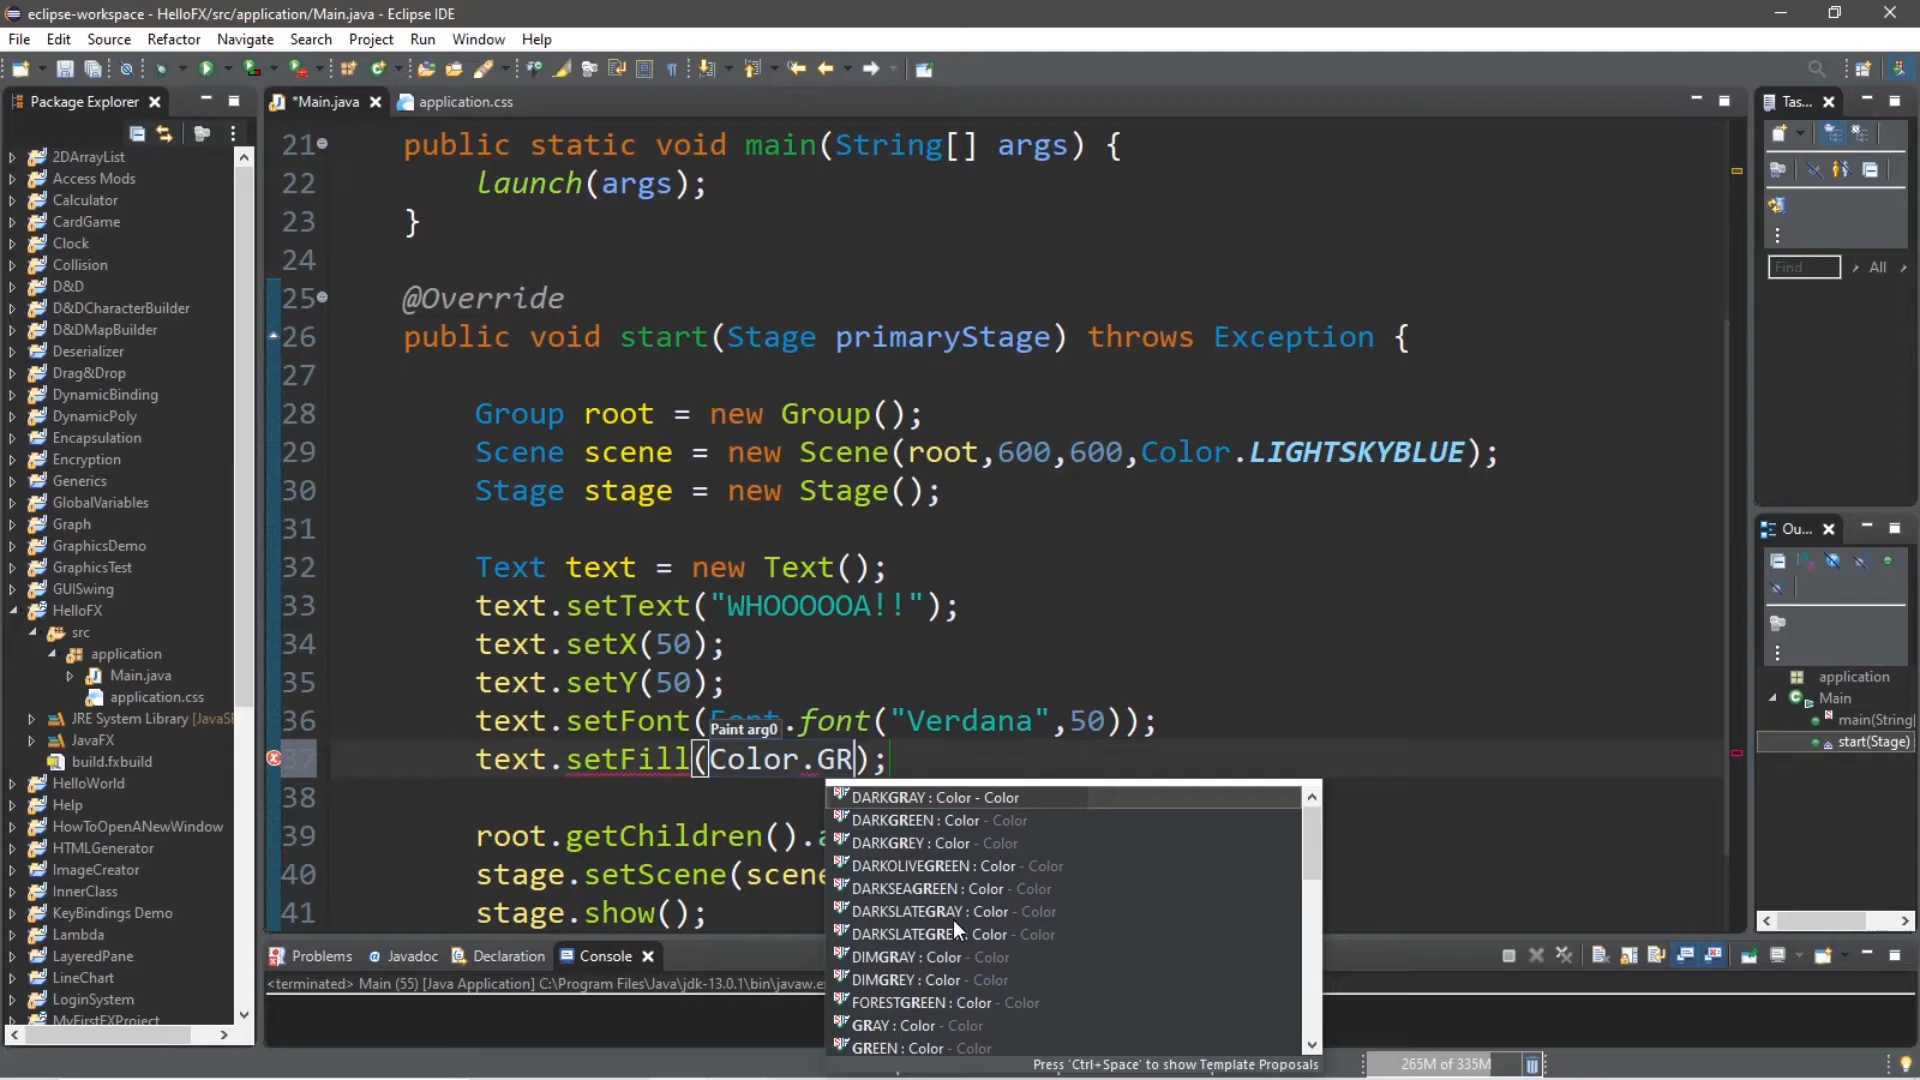 eclipse-workspace - HelloFX/src/application/Main.java - Eclipse IDE
File Edit Source Refactor Navigate Search Project Run Window Help
Package Explorer
2DArrayList
Access Mods
Calculator
CardGame
Clock
Collision
D&D
D&DCharacterBuilder
D&DMapBuilder
Deserializer
Drag&Drop
DynamicBinding
DynamicPoly
Encapsulation
Encryption
Generics
GlobalVariables
Graph
GraphicsDemo
GraphicsTest
GUISwing
HelloFX
src
application
Main.java
application.css
JRE System Library [JavaSE
JavaFX
build.fxbuild
HelloWorld
Help
HowToOpenANewWindow
HTMLGenerator
ImageCreator
InnerClass
KeyBindings Demo
Lambda
LayeredPane
LineChart
LoginSystem
MyFirstFXProject
*Main.java application.css
21 public static void main(String[] args) {
22 launch(args);
23 }
24
25 @Override
26 public void start(Stage primaryStage) throws Exception {
27
28 Group root = new Group();
29 Scene scene = new Scene(root,600,600,Color.LIGHTSKYBLUE);
30 Stage stage = new Stage();
31
32 Text text = new Text();
33 text.setText("WHOOOOOA!!");
34 text.setX(50);
35 text.setY(50);
36 text.setFont(Font.font("Verdana",50));
Paint arg0
37 text.setFill(Color.GR);
38
39 root.getChildren().a
40 stage.setScene(scene
41 stage.show();
DARKGRAY : Color - Color
DARKGREEN : Color - Color
DARKGREY : Color - Color
DARKOLIVEGREEN : Color - Color
DARKSEAGREEN : Color - Color
DARKSLATEGRAY : Color - Color
DARKSLATEGREY : Color - Color
DIMGRAY : Color - Color
DIMGREY : Color - Color
FORESTGREEN : Color - Color
GRAY : Color - Color
GREEN : Color - Color
Press 'Ctrl+Space' to show Template Proposals
Problems @ Javadoc Declaration Console
<terminated> Main (55) [Java Application] C:\Program Files\Java\jdk-13.0.1\bin\javaw.ex
265M of 335M
Tas...
Find All
Ou...
application
Main
main(String
start(Stage)